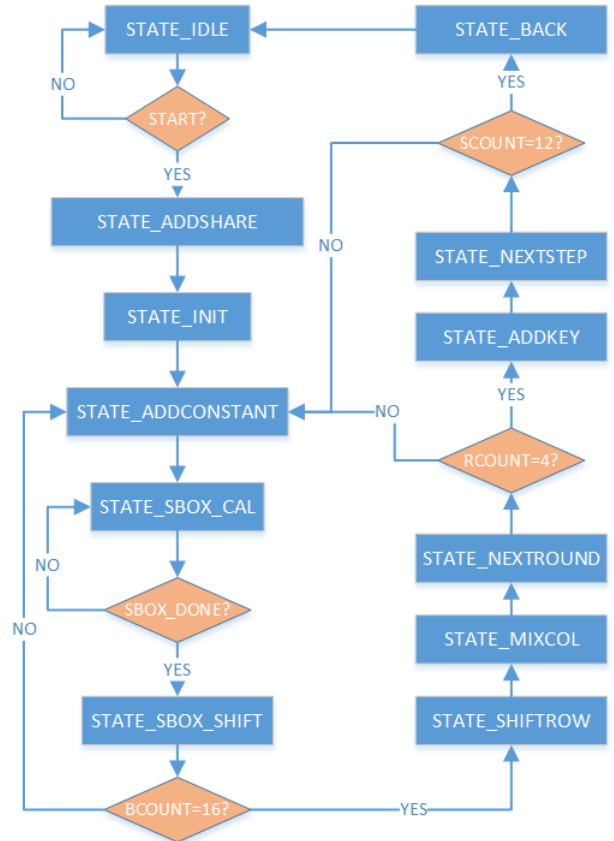 STATE_IDLE
STATE_BACK
NO
YES
START?
SCOUNT=12?
YES
STATE_ADDSHARE
NO
STATE_NEXTSTEP
STATE_INIT
STATE_ADDKEY
YES
STATE_ADDCONSTANT
NO
RCOUNT=4?
STATE_SBOX_CAL
STATE_NEXTROUND
NO
SBOX_DONE?
NO
STATE_MIXCOL
YES
STATE_SBOX_SHIFT
STATE_SHIFTROW
BCOUNT=16?
YES